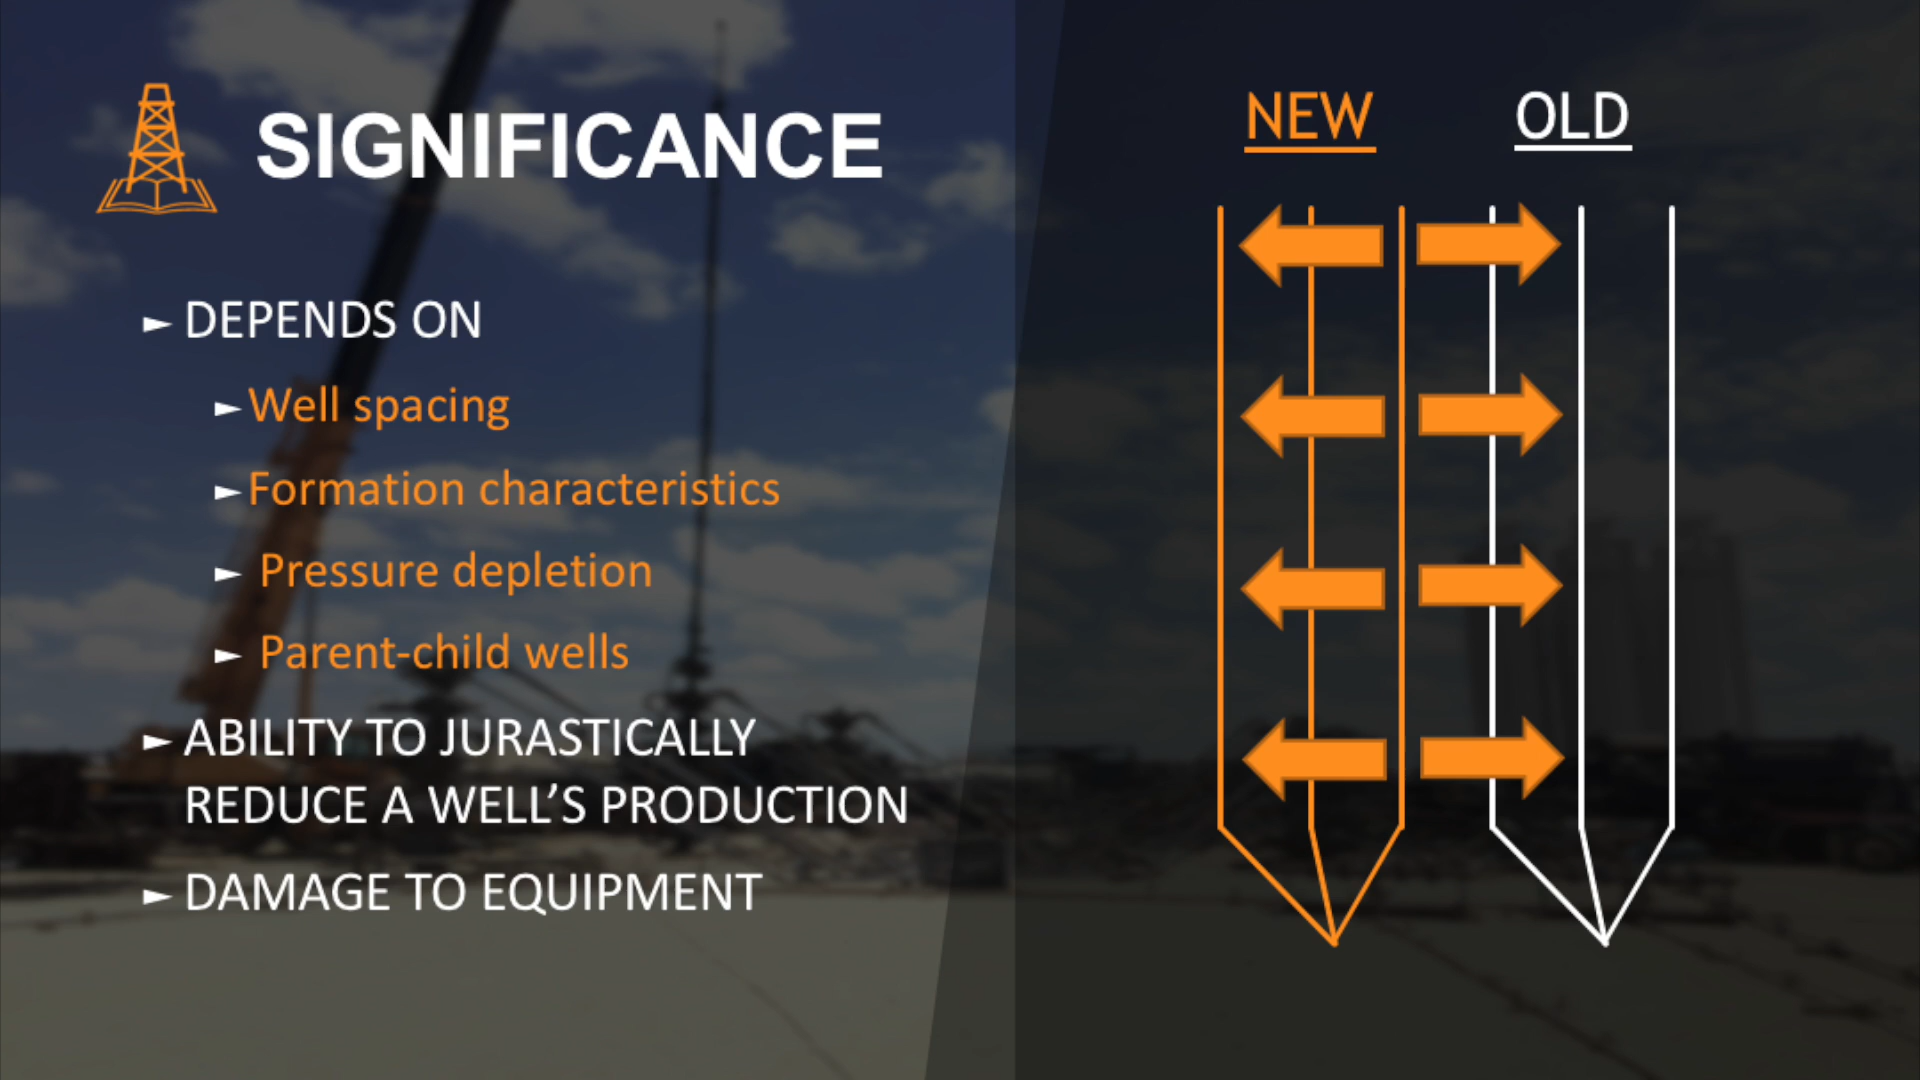 SIGNIFICANCE
► DEPENDS ON
► Well spacing
► Formation characteristics
► Pressure depletion
► Parent-child wells
► ABILITY TO JURASTICALLY
REDUCE A WELL’S PRODUCTION
► DAMAGE TO EQUIPMENT
NEW
OLD